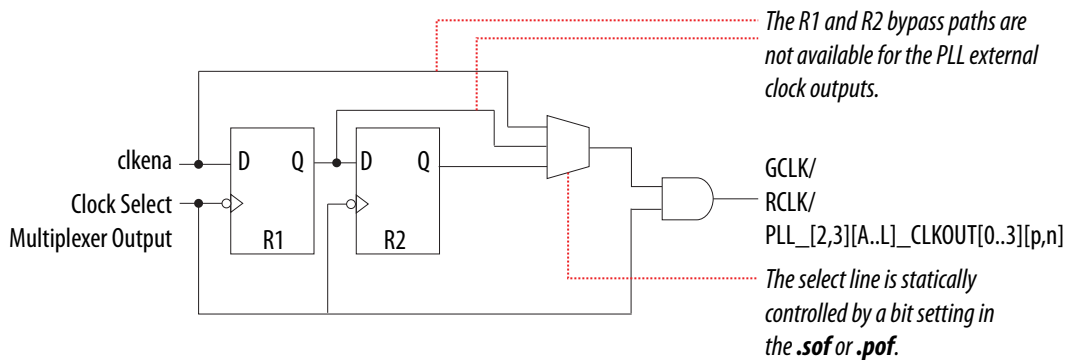 The R1 and R2 bypass paths are
not available for the PLL external
clock outputs.
clkena
D Q
D Q
Clock Select
Multiplexer Output
R1
R2
GCLK/
RCLK/
PLL_[2,3][A..L]_CLKOUT[0..3][p,n]
The select line is statically
controlled by a bit setting in
the .sof or .pof.